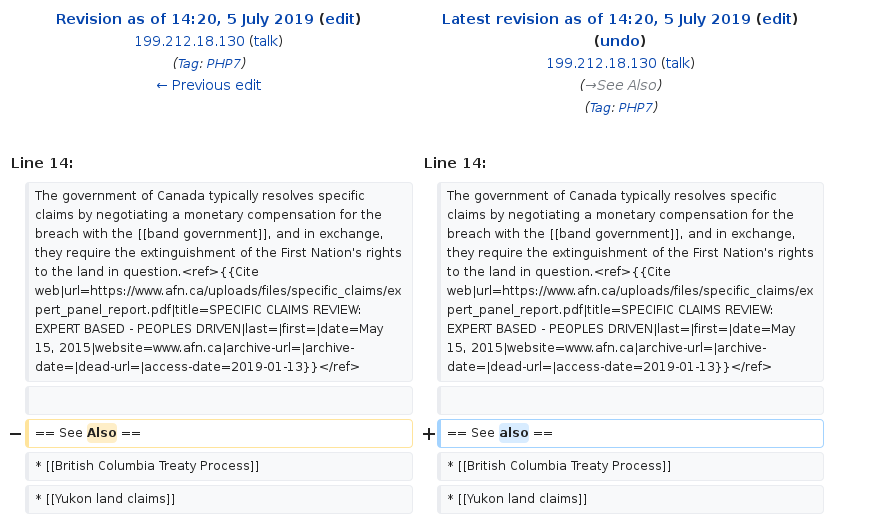 Revision as of 14:20, 5 July 2019 (edit)
199.212.18.130 (talk)
(Tag: PHP7)
← Previous edit
Latest revision as of 14:20, 5 July 2019 (edit)
(undo)
199.212.18.130 (talk)
(→See Also)
(Tag: PHP7)
Line 14:
The government of Canada typically resolves specific
claims by negotiating a monetary compensation for the
breach with the [[band government]], and in exchange,
they require the extinguishment of the First Nation's rights
to the land in question.<ref>{{Cite
web|url=https://www.afn.ca/uploads/files/specific_claims/ex
pert_panel_report.pdf|title=SPECIFIC CLAIMS REVIEW:
EXPERT BASED - PEOPLES DRIVEN|last=|first=|date=May
15, 2015|website=www.afn.ca|archive-url=|archive-
date=|dead-url=|access-date=2019-01-13}}</ref>
− == See Also ==
* [[British Columbia Treaty Process]]
* [[Yukon land claims]]
Line 14:
The government of Canada typically resolves specific
claims by negotiating a monetary compensation for the
breach with the [[band government]], and in exchange,
they require the extinguishment of the First Nation's rights
to the land in question.<ref>{{Cite
web|url=https://www.afn.ca/uploads/files/specific_claims/ex
pert_panel_report.pdf|title=SPECIFIC CLAIMS REVIEW:
EXPERT BASED - PEOPLES DRIVEN|last=|first=|date=May
15, 2015|website=www.afn.ca|archive-url=|archive-
date=|dead-url=|access-date=2019-01-13}}</ref>
+ == See also ==
* [[British Columbia Treaty Process]]
* [[Yukon land claims]]